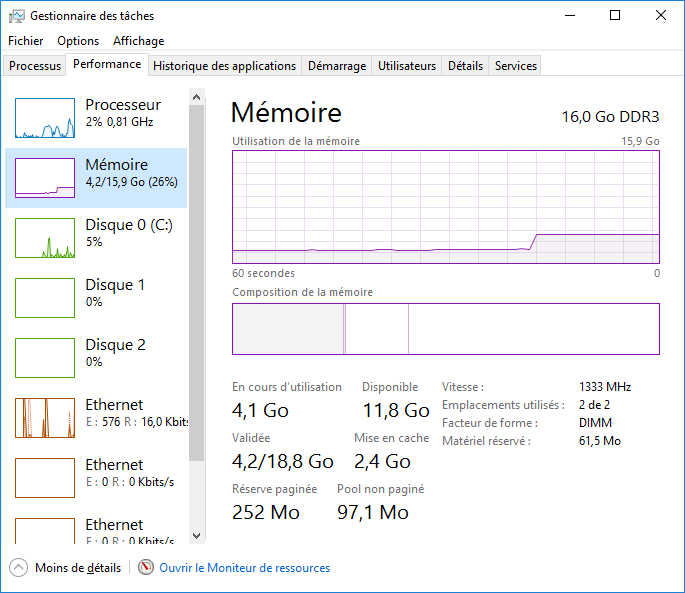 Gestionnaire des tâches
Fichier Options Affichage
Processus Performance Historique des applications Démarrage Utilisateurs Détails Services
Processeur
2% 0,81 GHz
Mémoire
4,2/15,9 Go (26%)
Disque 0 (C:)
5%
Disque 1
0%
Disque 2
0%
Ethernet
E : 576 R : 16,0 Kbits
Ethernet
E : 0 R : 0 Kbits/s
Ethernet
E : 0 R : 0 Kbits/s
Mémoire 16,0 Go DDR3
Utilisation de la mémoire 15,9 Go
60 secondes 0
Composition de la mémoire
En cours d'utilisation Disponible
4,1 Go 11,8 Go
Validée Mise en cache
4,2/18,8 Go 2,4 Go
Réserve paginée Pool non paginé
252 Mo 97,1 Mo
Vitesse : 1333 MHz
Emplacements utilisés : 2 de 2
Facteur de forme : DIMM
Matériel réservé : 61,5 Mo
Moins de détails Ouvrir le Moniteur de ressources